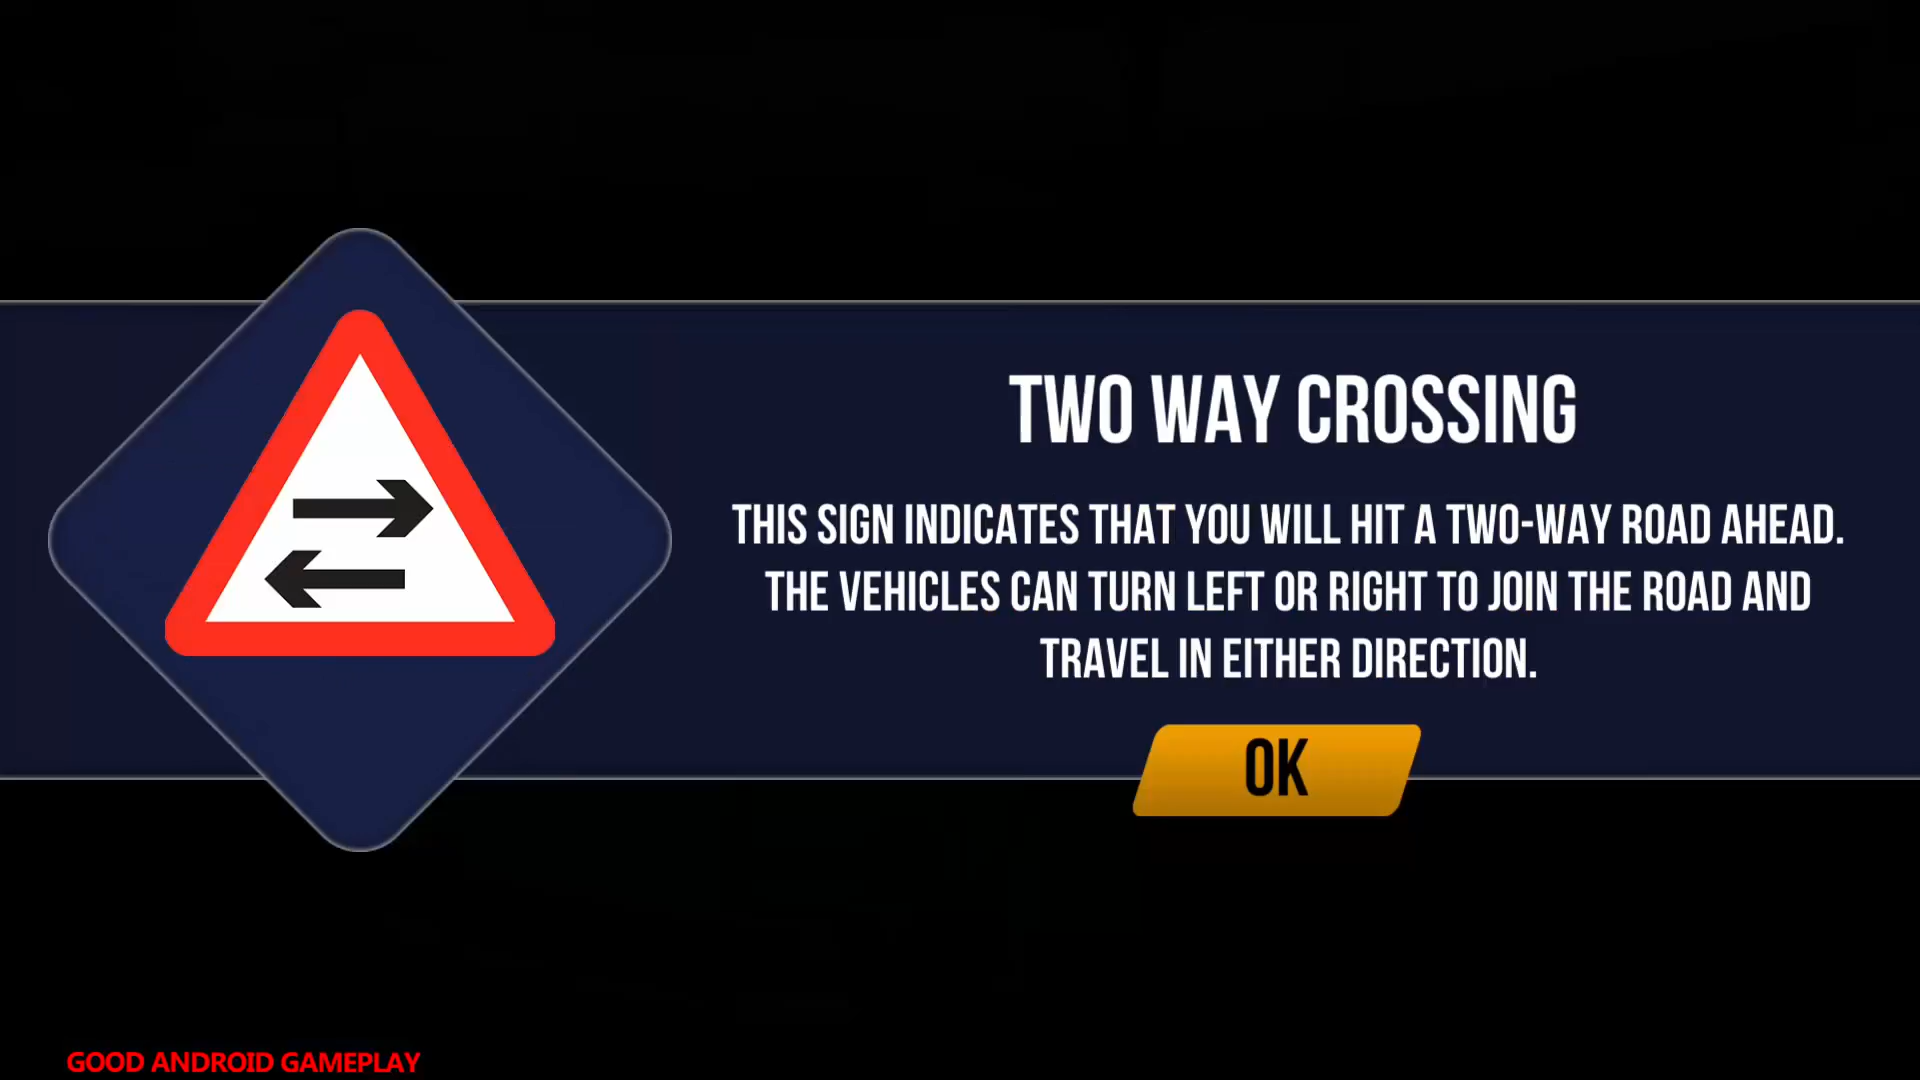 TWO WAY CROSSING
THIS SIGN INDICATES THAT YOU WILL HIT A TWO-WAY ROAD AHEAD.
THE VEHICLES CAN TURN LEFT OR RIGHT TO JOIN THE ROAD AND
TRAVEL IN EITHER DIRECTION.
OK
GOOD ANDROID GAMEPLAY